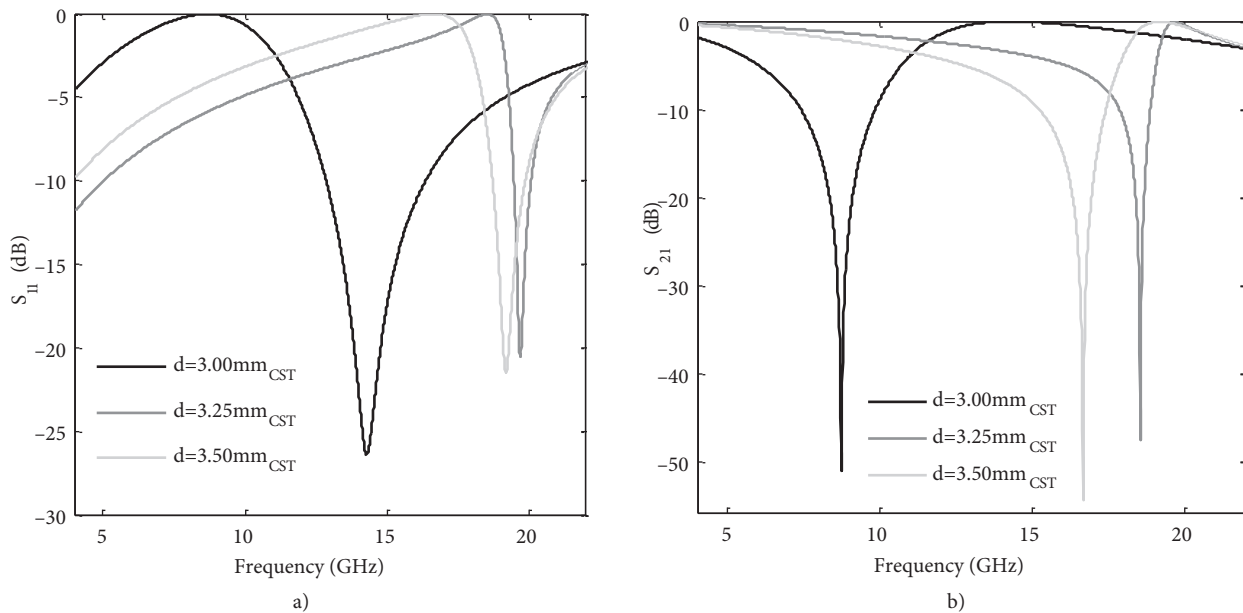 0
−5
−10
−15
−20
−25
−30
S11 (dB)
d=3.00mmCST
d=3.25mmCST
d=3.50mmCST
5 10 15 20
Frequency (GHz)
a)
0
−10
−20
−30
−40
−50
S21 (dB)
d=3.00mmCST
d=3.25mmCST
d=3.50mmCST
5 10 15 20
Frequency (GHz)
b)